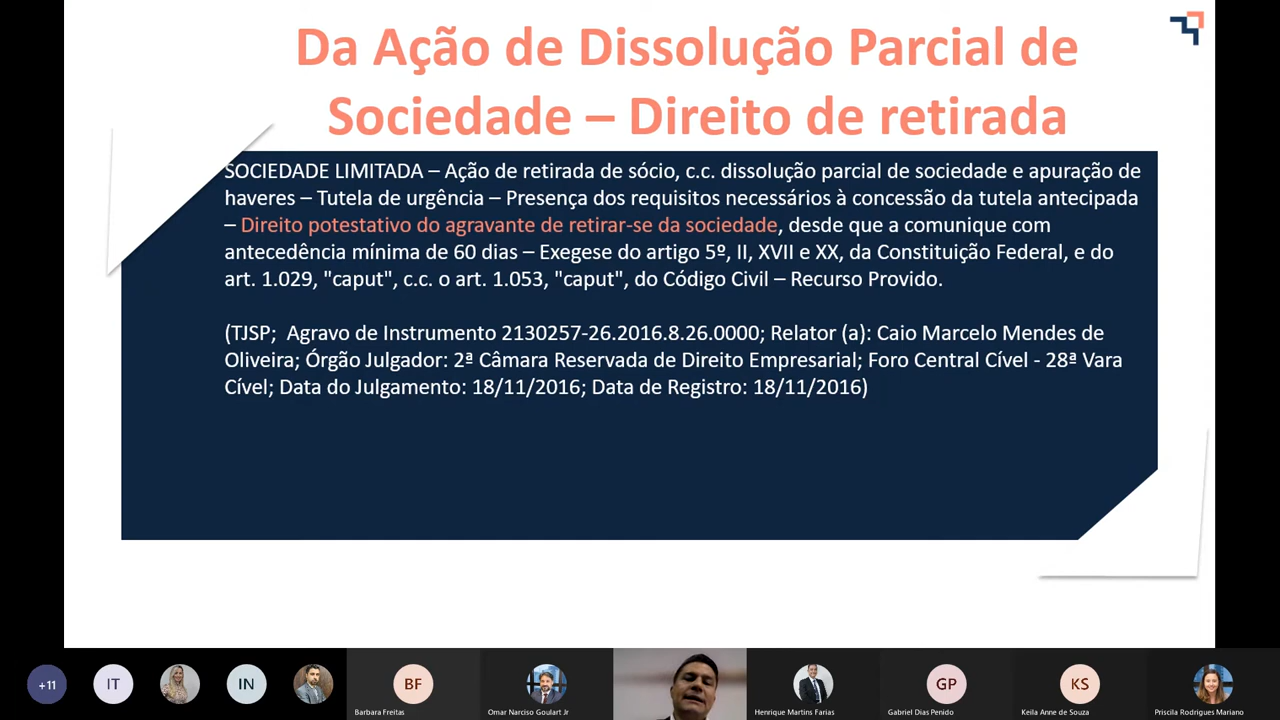 Da Ação de Dissolução Parcial de
Sociedade – Direito de retirada
SOCIEDADE LIMITADA – Ação de retirada de sócio, c.c. dissolução parcial de sociedade e apuração de
haveres – Tutela de urgência – Presença dos requisitos necessários à concessão da tutela antecipada
– Direito potestativo do agravante de retirar-se da sociedade, desde que a comunique com
antecedência mínima de 60 dias – Exegese do artigo 5º, II, XVII e XX, da Constituição Federal, e do
art. 1.029, "caput", c.c. o art. 1.053, "caput", do Código Civil – Recurso Provido.
(TJSP; Agravo de Instrumento 2130257-26.2016.8.26.0000; Relator (a): Caio Marcelo Mendes de
Oliveira; Órgão Julgador: 2ª Câmara Reservada de Direito Empresarial; Foro Central Cível - 28ª Vara
Cível; Data do Julgamento: 18/11/2016; Data de Registro: 18/11/2016)
+11
IT
IN
BF
GP
KS
Barbara Freitas
Omar Narciso Goulart Jr
Henrique Martins Farias
Gabriel Dias Penido
Keila Anne de Souza
Priscila Rodrigues Mariano